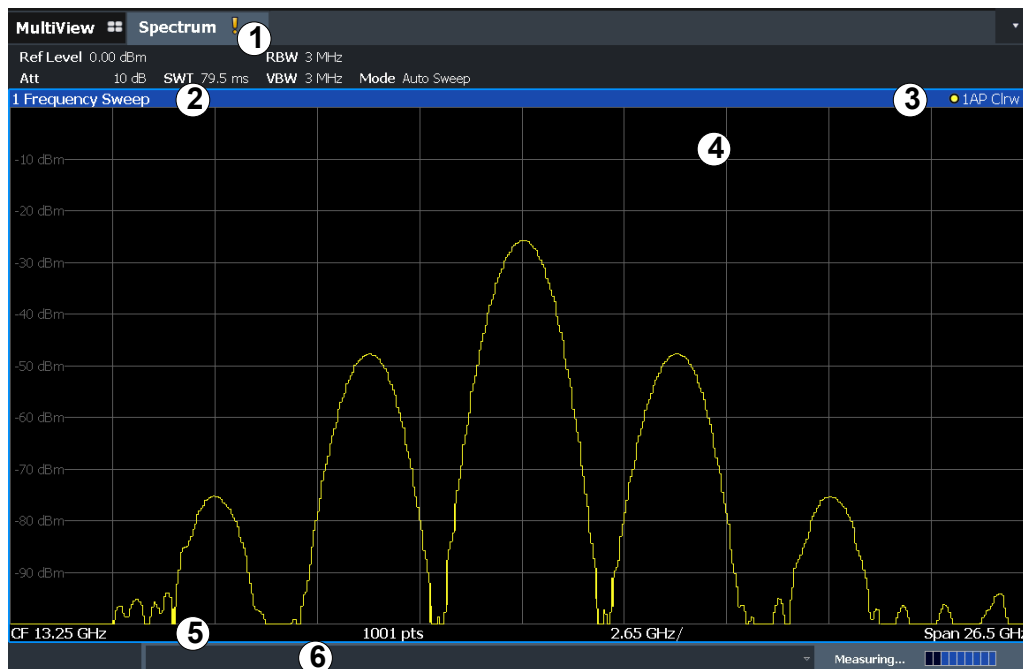 MultiView Spectrum ! 1
Ref Level 0.00 dBm RBW 3 MHz
Att 10 dB SWT 79.5 ms VBW 3 MHz Mode Auto Sweep
1 Frequency Sweep 2 3 1AP Clrw
4
-10 dBm
-20 dBm
-30 dBm
-40 dBm
-50 dBm
-60 dBm
-70 dBm
-80 dBm
-90 dBm
CF 13.25 GHz 5 1001 pts 2.65 GHz/ Span 26.5 GHz
6 Measuring...